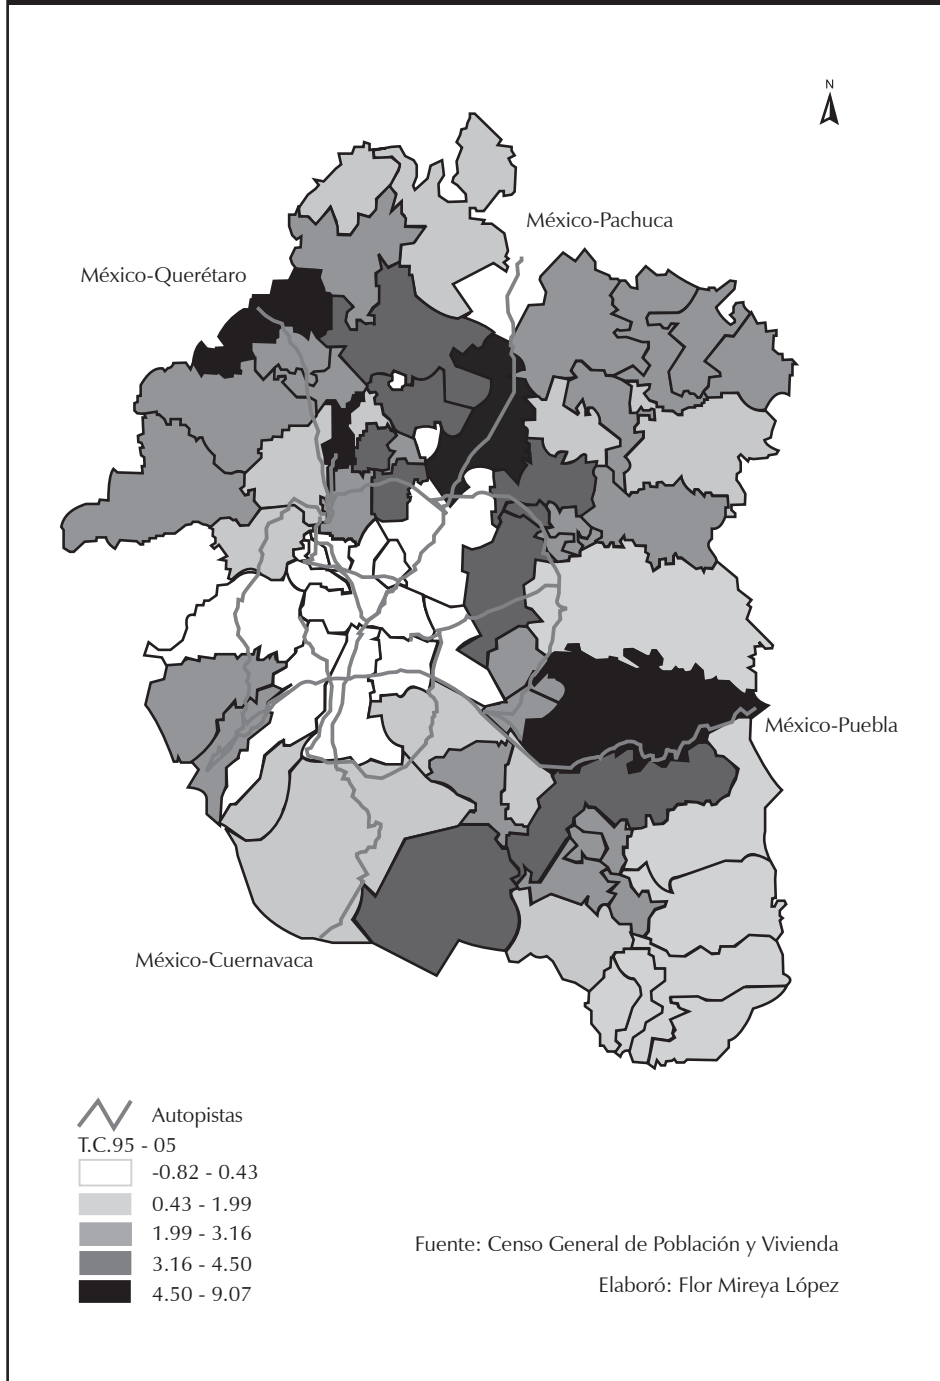 N
México-Pachuca
México-Querétaro
México-Puebla
México-Cuernavaca
Autopistas
T.C.95 - 05
-0.82 - 0.43
0.43 - 1.99
1.99 - 3.16
3.16 - 4.50
4.50 - 9.07
Fuente: Censo General de Población y Vivienda
Elaboró: Flor Mireya López